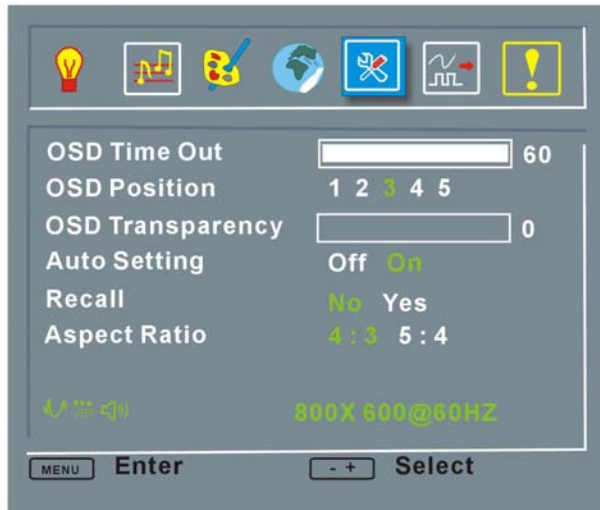 OSD Time Out 60
OSD Position 1 2 3 4 5
OSD Transparency 0
Auto Setting Off On
Recall No Yes
Aspect Ratio 4 : 3 5 : 4
800X 600@60HZ
MENU Enter - + Select